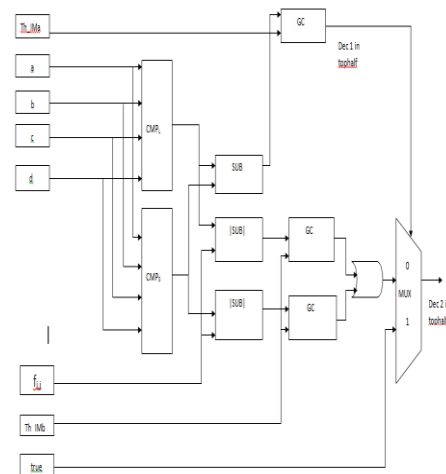 Th_IMa
GC
a
Dec 1 in
tophalf
b
CMP₁
c
d
SUB
|SUB|
GC
0
CMP₂
MUX
|SUB|
GC
1
Dec 2 i
tophalf
fi,j
Th_IMb
true